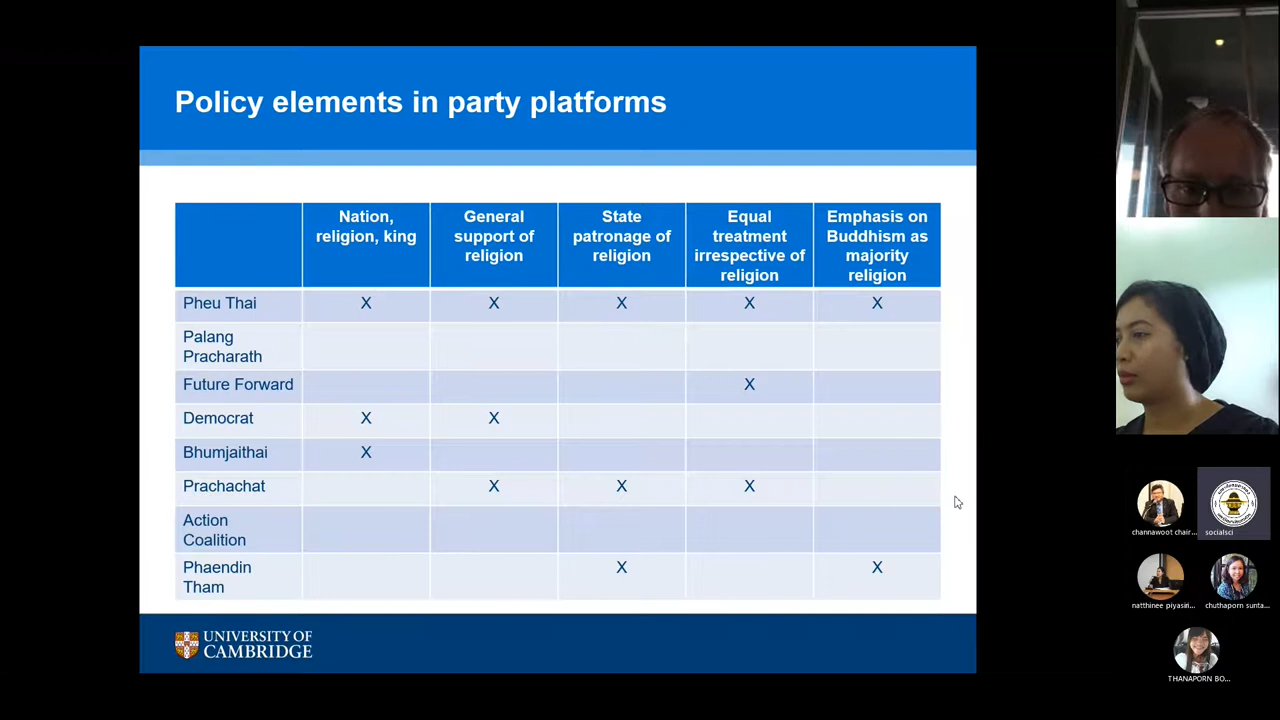 Policy elements in party platforms
Nation,
religion, king
General
support of
religion
State
patronage of
religion
Equal
treatment
irrespective of
religion
Emphasis on
Buddhism as
majority
religion
Pheu Thai X X X X X
Palang
Pracharath
Future Forward X
Democrat X X
Bhumjaithai X
Prachachat X X X
Action
Coalition
Phaendin
Tham X X
UNIVERSITY OF
CAMBRIDGE
channawoot chair...
socialsci
natthinee piyasiri...
chuthaporn sunta...
THANAPORN BO...